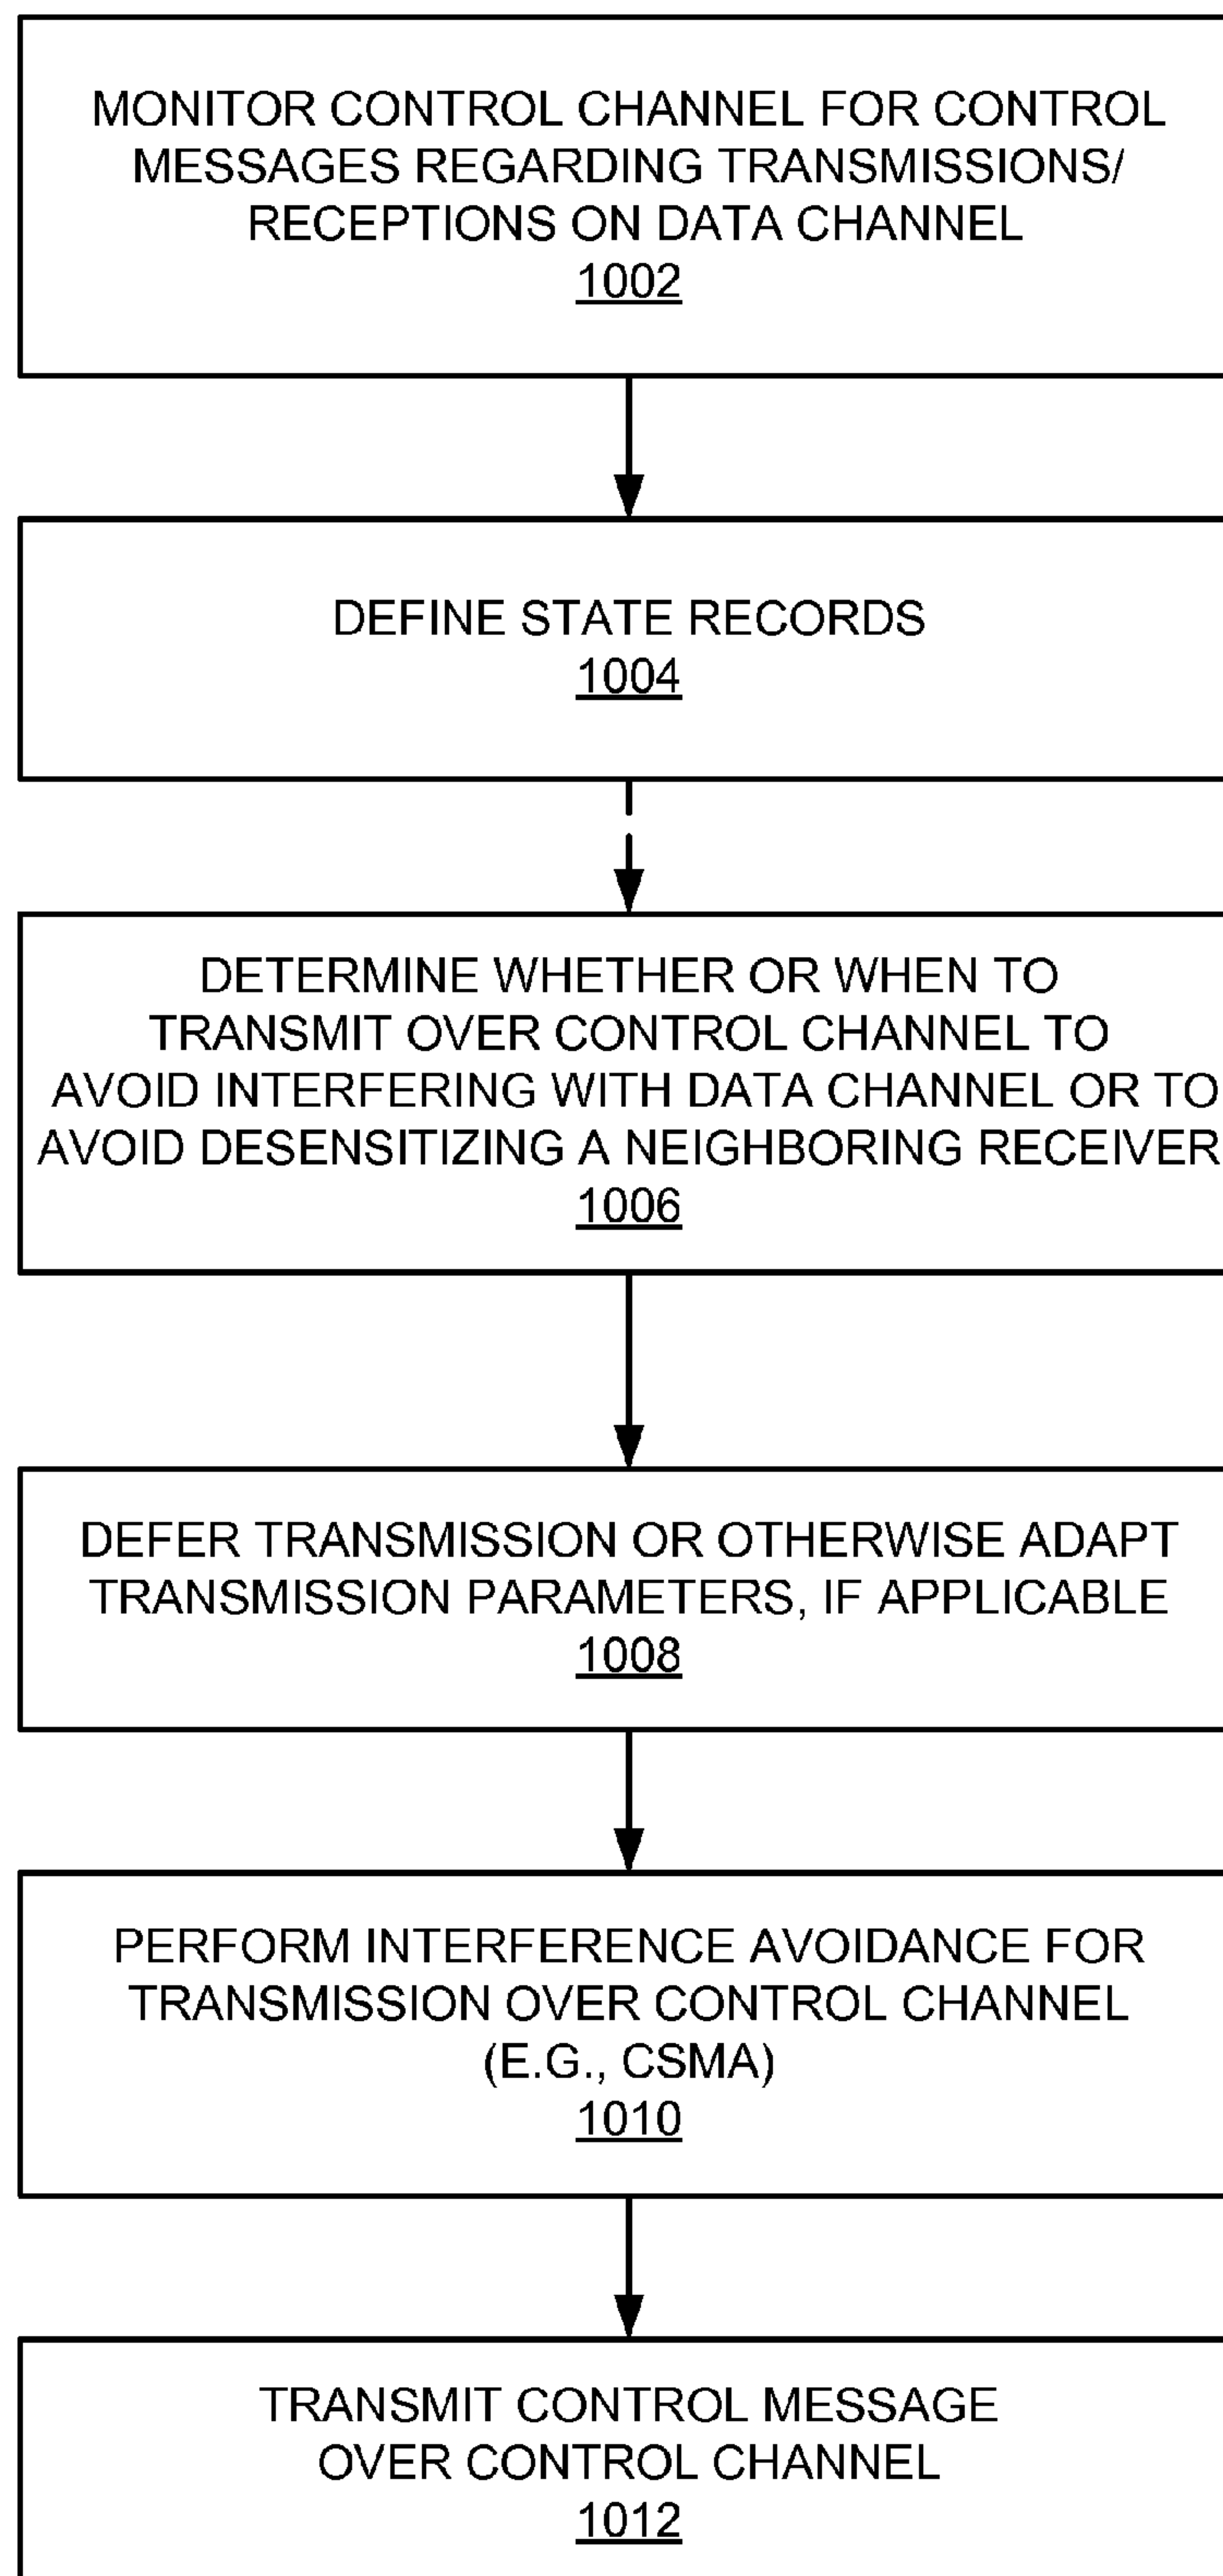 MONITOR CONTROL CHANNEL FOR CONTROL
MESSAGES REGARDING TRANSMISSIONS/
RECEPTIONS ON DATA CHANNEL
1002
DEFINE STATE RECORDS
1004
DETERMINE WHETHER OR WHEN TO
TRANSMIT OVER CONTROL CHANNEL TO
AVOID INTERFERING WITH DATA CHANNEL OR TO
AVOID DESENSITIZING A NEIGHBORING RECEIVER
1006
DEFER TRANSMISSION OR OTHERWISE ADAPT
TRANSMISSION PARAMETERS, IF APPLICABLE
1008
PERFORM INTERFERENCE AVOIDANCE FOR
TRANSMISSION OVER CONTROL CHANNEL
(E.G., CSMA)
1010
TRANSMIT CONTROL MESSAGE
OVER CONTROL CHANNEL
1012